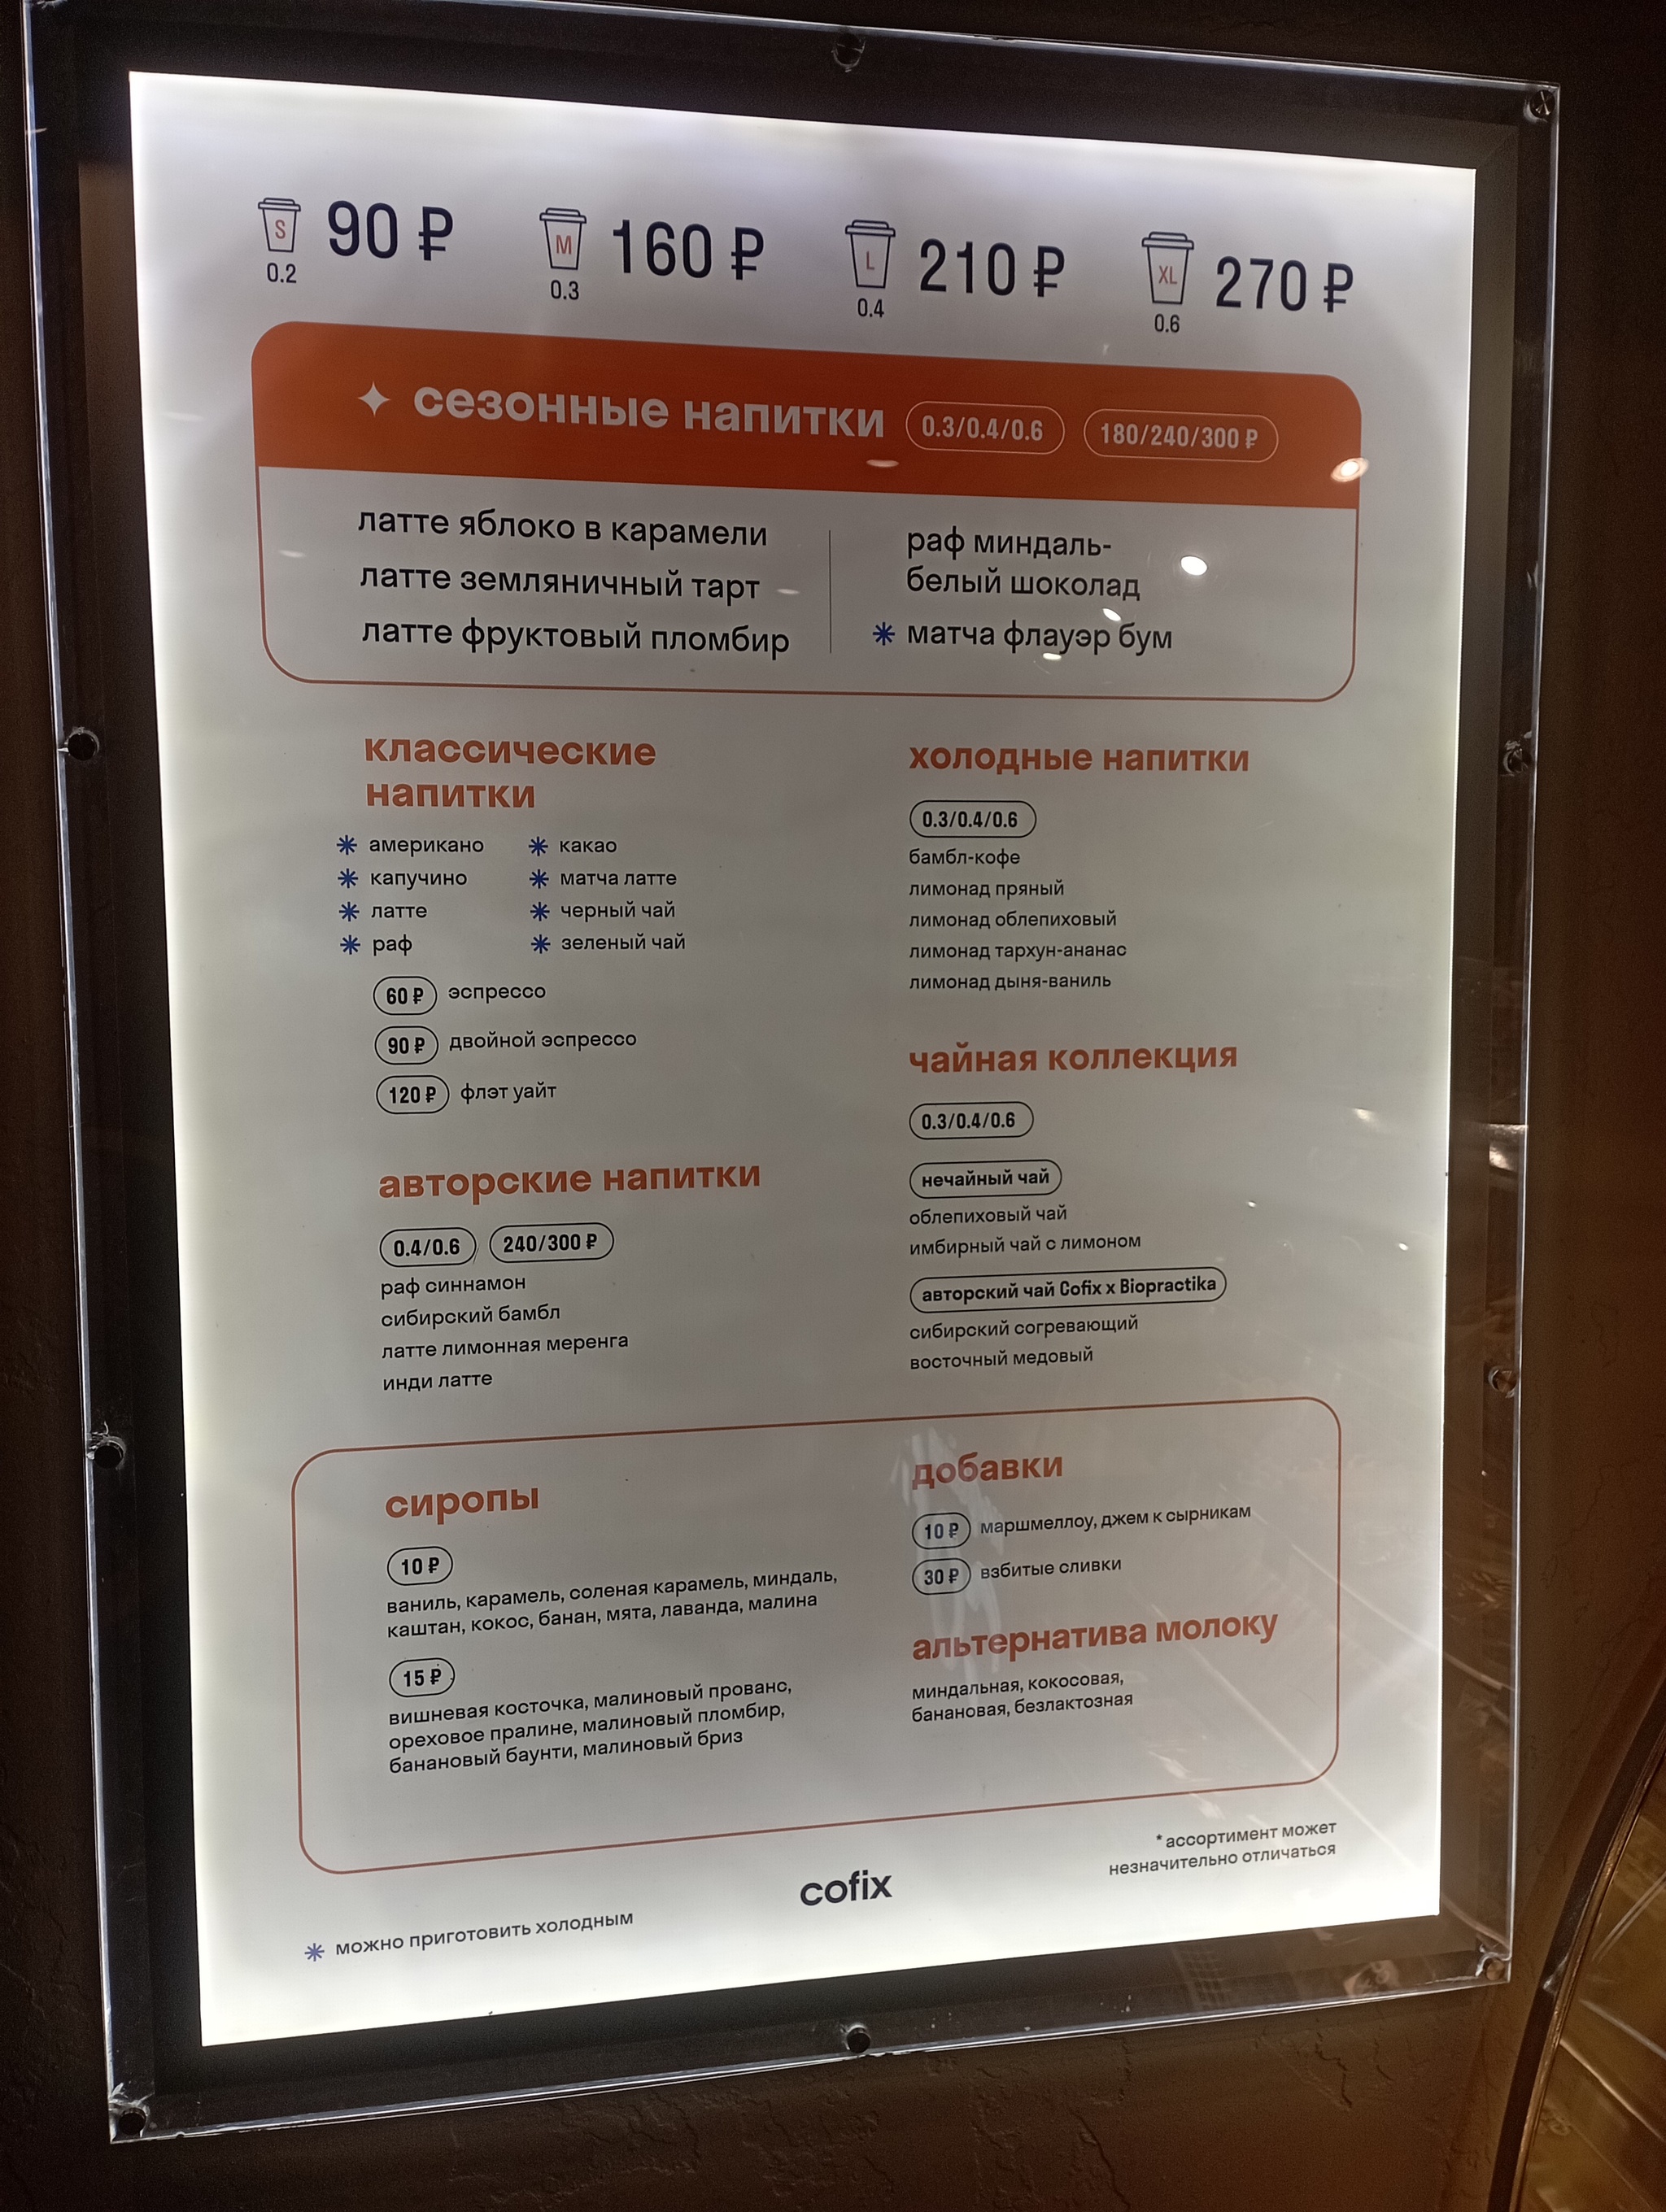 S 90 ₽ M 160 ₽ L 210 ₽ XL 270 ₽
0.2 0.3 0.4 0.6
сезонные напитки 0.3/0.4/0.6 180/240/300 ₽
латте яблоко в карамели
латте земляничный тарт
латте фруктовый пломбир
раф миндаль-
белый шоколад
* матча флауэр бум
классические
напитки
* американо
* капучино
* латте
* раф
* какао
* матча латте
* черный чай
* зеленый чай
60 ₽ эспрессо
90 ₽ двойной эспрессо
120 ₽ флэт уайт
авторские напитки
0.4/0.6 240/300 ₽
раф синнамон
сибирский бамбл
латте лимонная меренга
инди латте
холодные напитки
0.3/0.4/0.6
бамбл-кофе
лимонад пряный
лимонад облепиховый
лимонад тархун-ананас
лимонад дыня-ваниль
чайная коллекция
0.3/0.4/0.6
нечайный чай
облепиховый чай
имбирный чай с лимоном
авторский чай Cofix x Biopractika
сибирский согревающий
восточный медовый
сиропы
10 ₽
ваниль, карамель, соленая карамель, миндаль,
каштан, кокос, банан, мята, лаванда, малина
15 ₽
вишневая косточка, малиновый прованс,
ореховое пралине, малиновый пломбир,
банановый баунти, малиновый бриз
добавки
10 ₽ маршмеллоу, джем к сырникам
30 ₽ взбитые сливки
альтернатива молоку
миндальная, кокосовая,
банановая, безлактозная
* ассортимент может
незначительно отличаться
cofix
* можно приготовить холодным